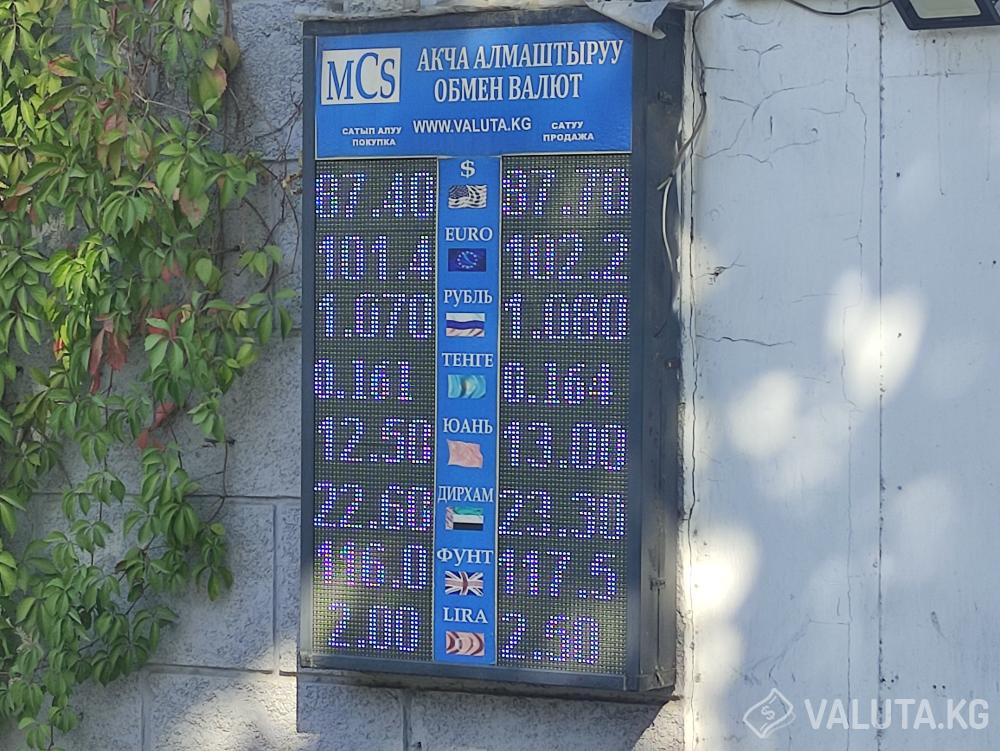 MCs
АКЧА АЛМАШТЫРУУ
ОБМЕН ВАЛЮТ
САТЫП АЛУУ
ПОКУПКА
WWW.VALUTA.KG
САТУУ
ПРОДАЖА
87.40 $ 87.70
101.4 EURO 102.2
1.070 РУБЛЬ 1.080
0.161 ТЕНГЕ 0.164
12.50 ЮАНЬ 13.00
22.60 ДИРХАМ 23.30
116.0 ФУНТ 117.5
2.00 LIRA 2.50
$ VALUTA.KG